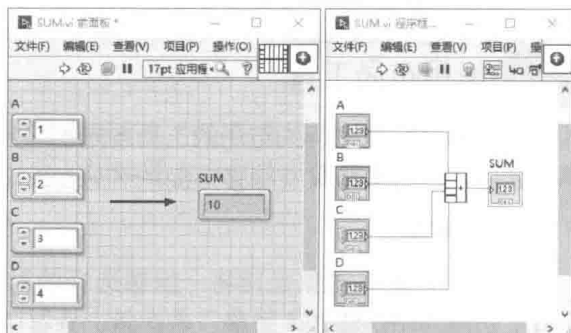 SUM.vi 前面板 *
文件(F) 编辑(E) 查看(V) 项目(P) 操作(O)
17pt 应用程
A
1
B
2
C
3
D
4
SUM
10
SUM.vi 程序框...
文件(F) 编辑(E) 查看(V) 项目(P)
A
123
B
123
C
123
D
123
+
SUM
123